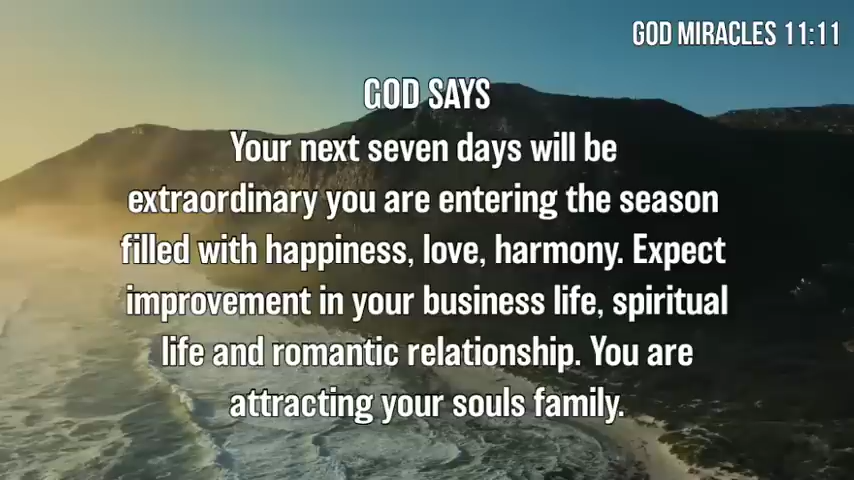 GOD MIRACLES 11:11
GOD SAYS
Your next seven days will be
extraordinary you are entering the season
filled with happiness, love, harmony. Expect
improvement in your business life, spiritual
life and romantic relationship. You are
attracting your souls family.